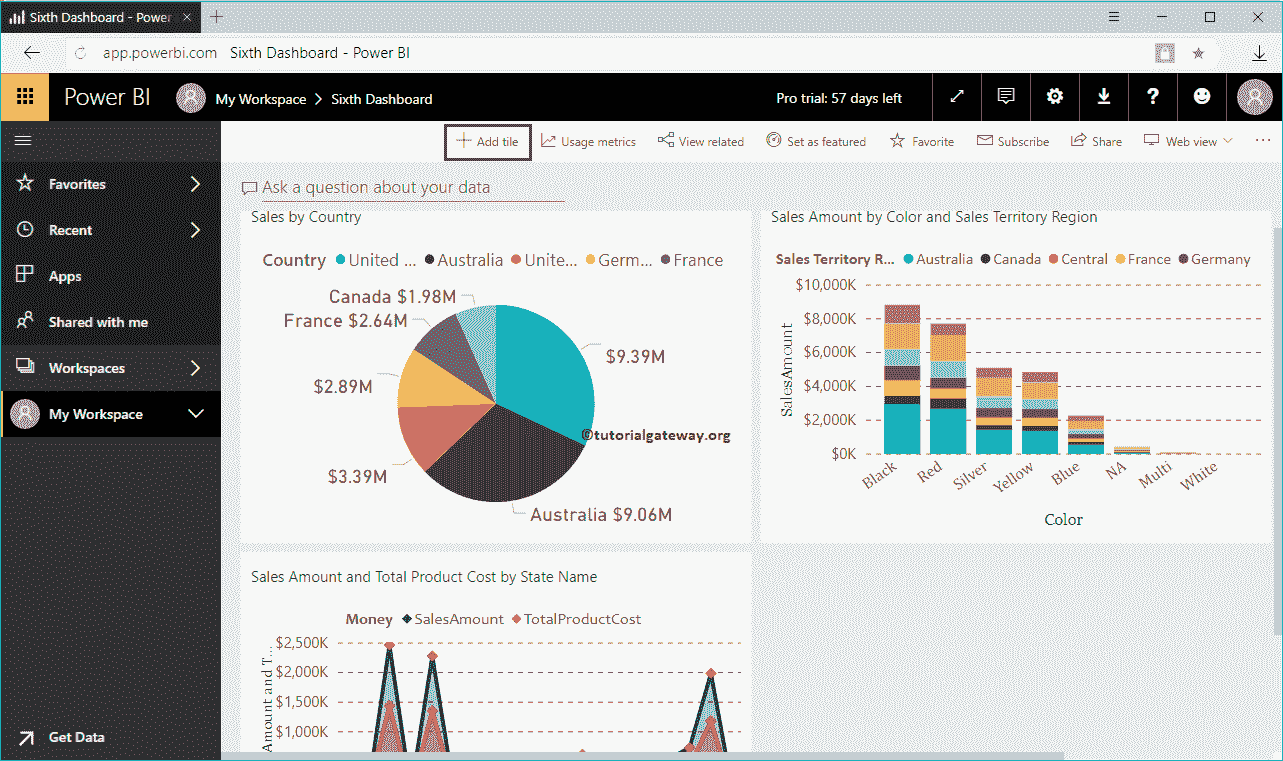 Sixth Dashboard - Power
app.powerbi.com Sixth Dashboard - Power BI
Power BI My Workspace > Sixth Dashboard Pro trial: 57 days left ?
Add tile Usage metrics View related Set as featured Favorite Subscribe Share Web view ...
Favorites
Recent
Apps
Shared with me
Workspaces
My Workspace
Get Data
Ask a question about your data
Sales by Country
Country United ... Australia Unite... Germ... France
Canada $1.98M
France $2.64M
$9.39M
$2.89M
©tutorialgateway.org
$3.39M
Australia $9.06M
Sales Amount by Color and Sales Territory Region
Sales Territory R... Australia Canada Central France Germany
SalesAmount
$10,000K
$8,000K
$6,000K
$4,000K
$2,000K
$0K
Black Red Silver Yellow Blue NA Multi White
Color
Sales Amount and Total Product Cost by State Name
Money SalesAmount TotalProductCost
Amount and T...
$2,500K
$2,000K
$1,500K
$1,000K